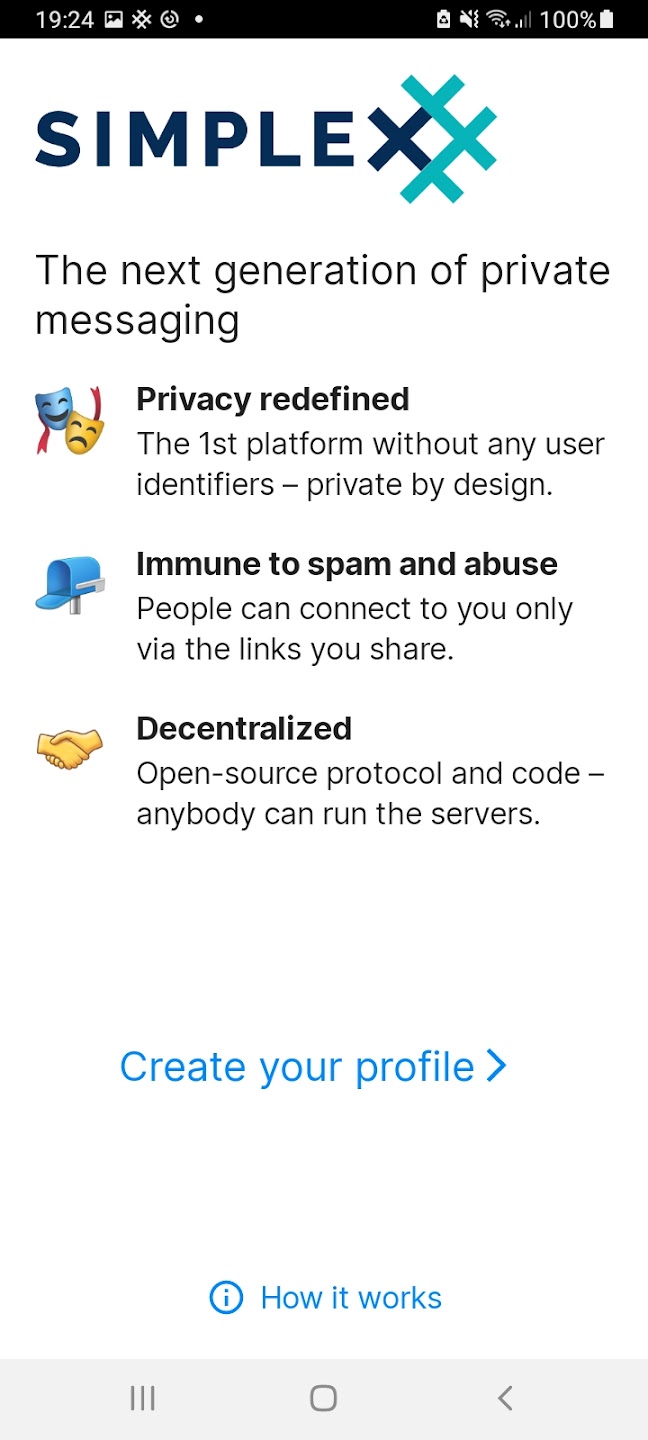 19:24 100%
SIMPLEX
The next generation of private
messaging
Privacy redefined
The 1st platform without any user
identifiers – private by design.
Immune to spam and abuse
People can connect to you only
via the links you share.
Decentralized
Open-source protocol and code –
anybody can run the servers.
Create your profile
How it works